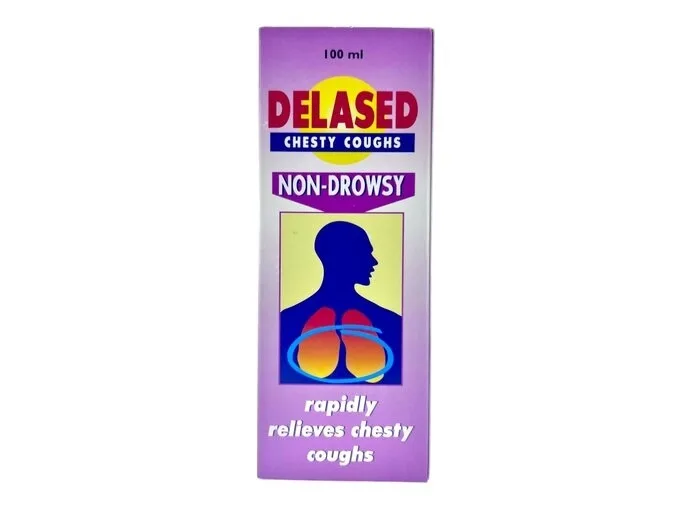 100 ml
DELASED
CHESTY COUGHS
NON-DROWSY
rapidly
relieves chesty
coughs